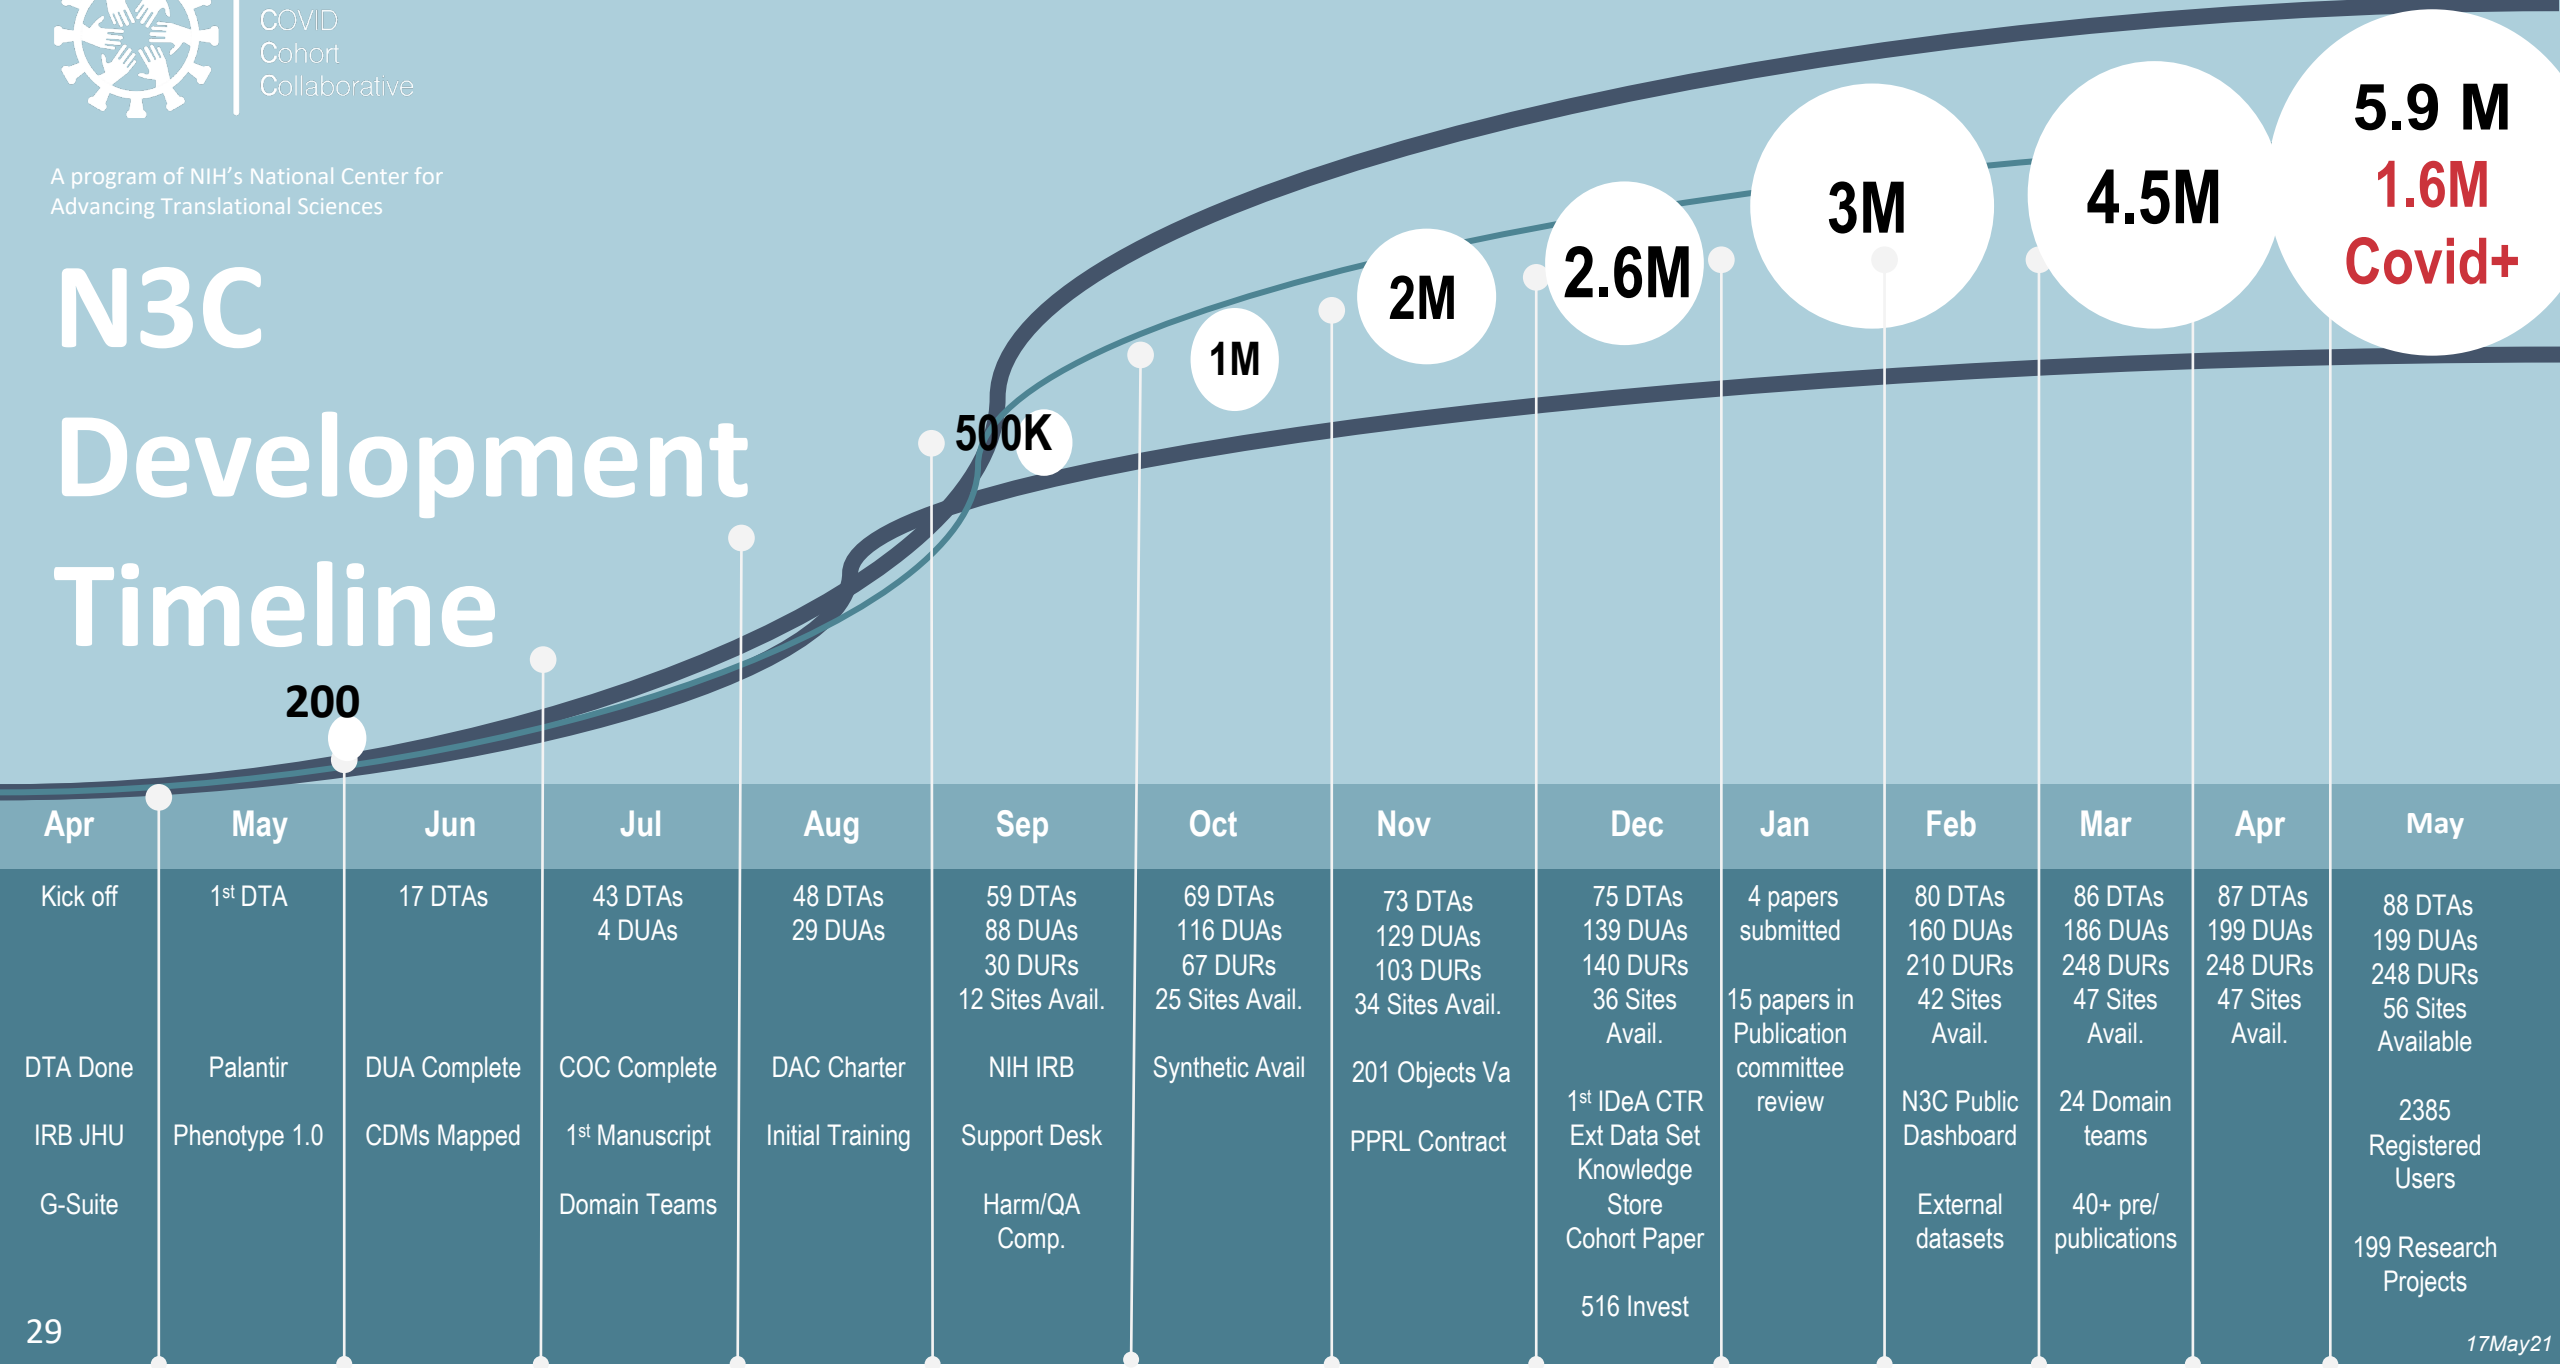 COVID
Cohort
Collaborative
A program of NIH's National Center for
Advancing Translational Sciences
N3C
Development
Timeline
200
500K
1M
2M
2.6M
3M
4.5M
5.9 M
1.6M
Covid+
Apr
Kick off
DTA Done
IRB JHU
G-Suite
May
1st DTA
Palantir
Phenotype 1.0
Jun
17 DTAs
DUA Complete
CDMs Mapped
Jul
43 DTAs
4 DUAs
COC Complete
1st Manuscript
Domain Teams
Aug
48 DTAs
29 DUAs
DAC Charter
Initial Training
Sep
59 DTAs
88 DUAs
30 DURs
12 Sites Avail.
NIH IRB
Support Desk
Harm/QA
Comp.
Oct
69 DTAs
116 DUAs
67 DURs
25 Sites Avail.
Synthetic Avail
Nov
73 DTAs
129 DUAs
103 DURs
34 Sites Avail.
201 Objects Va
PPRL Contract
Dec
75 DTAs
139 DUAs
140 DURs
36 Sites
Avail.
1st IDeA CTR
Ext Data Set
Knowledge
Store
Cohort Paper
516 Invest
Jan
4 papers
submitted
15 papers in
Publication
committee
review
Feb
80 DTAs
160 DUAs
210 DURs
42 Sites
Avail.
N3C Public
Dashboard
External
datasets
Mar
86 DTAs
186 DUAs
248 DURs
47 Sites
Avail.
24 Domain
teams
40+ pre/
publications
Apr
87 DTAs
199 DUAs
248 DURs
47 Sites
Avail.
May
88 DTAs
199 DUAs
248 DURs
56 Sites
Available
2385
Registered
Users
199 Research
Projects
29
17May21